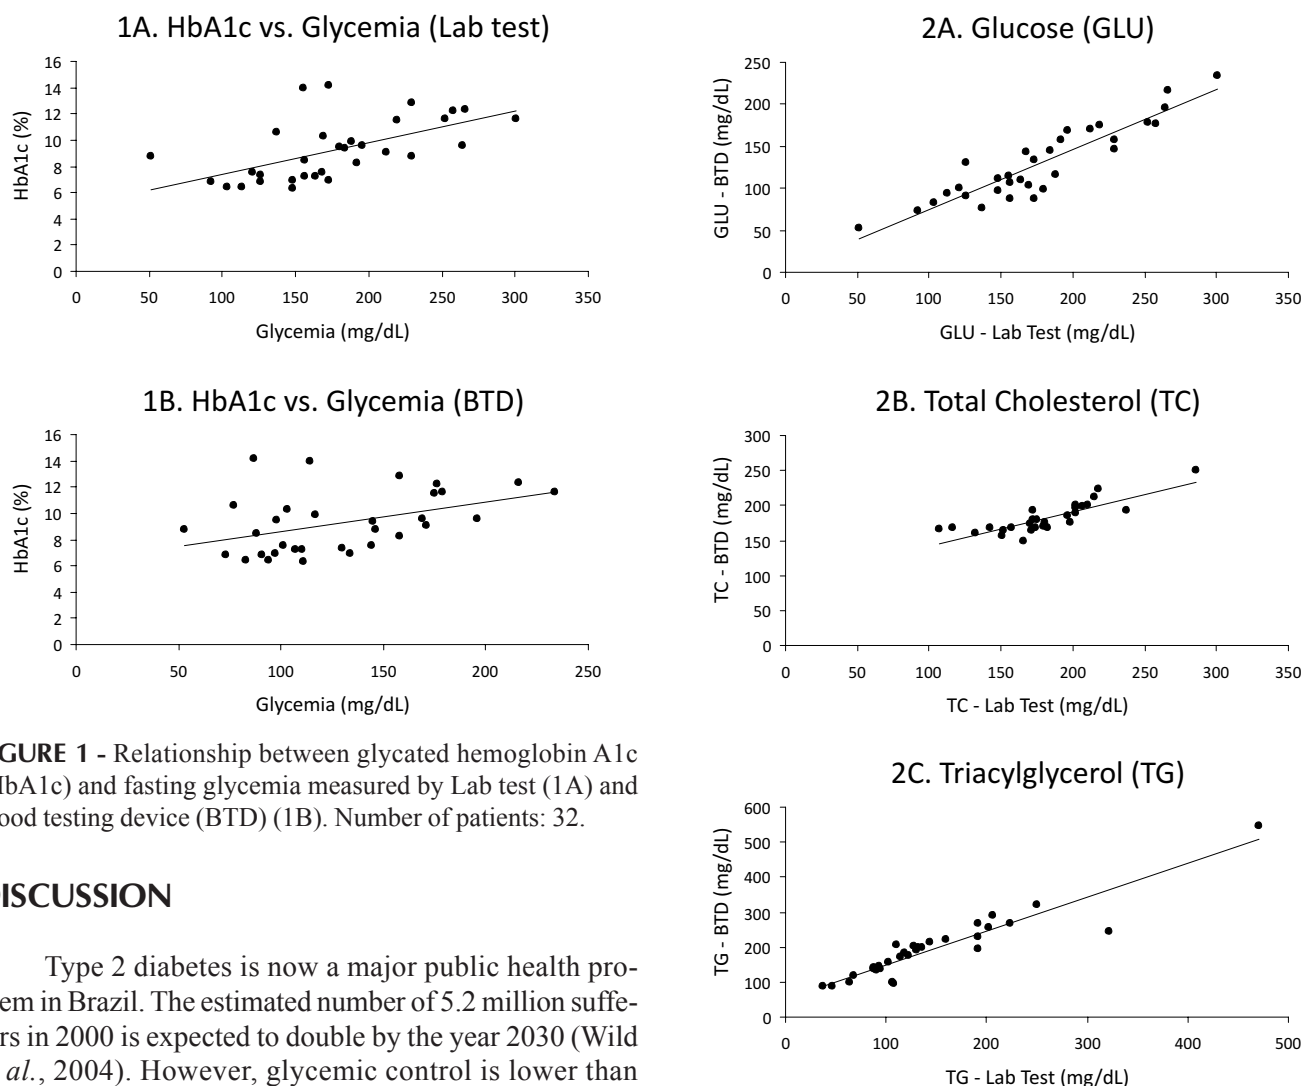 1A. HbA1c vs. Glycemia (Lab test)
HbA1c (%)
16
14
12
10
8
6
4
2
0
0 50 100 150 200 250 300 350
Glycemia (mg/dL)
1B. HbA1c vs. Glycemia (BTD)
HbA1c (%)
16
14
12
10
8
6
4
2
0
0 50 100 150 200 250
Glycemia (mg/dL)
GURE 1 - Relationship between glycated hemoglobin A1c
bA1c) and fasting glycemia measured by Lab test (1A) and
ood testing device (BTD) (1B). Number of patients: 32.
ISCUSSION
Type 2 diabetes is now a major public health pro-
em in Brazil. The estimated number of 5.2 million suffe-
rs in 2000 is expected to double by the year 2030 (Wild
al., 2004). However, glycemic control is lower than
2A. Glucose (GLU)
GLU - BTD (mg/dL)
250
200
150
100
50
0
0 50 100 150 200 250 300 350
GLU - Lab Test (mg/dL)
2B. Total Cholesterol (TC)
TC - BTD (mg/dL)
300
250
200
150
100
50
0
0 50 100 150 200 250 300 350
TC - Lab Test (mg/dL)
2C. Triacylglycerol (TG)
TG - BTD (mg/dL)
600
500
400
300
200
100
0
0 100 200 300 400 500
TG - Lab Test (mg/dL)